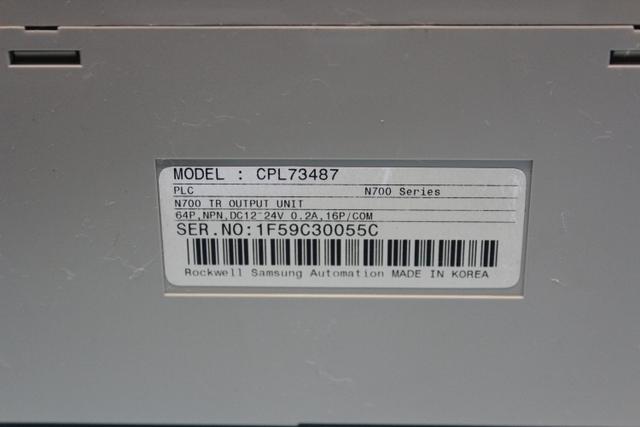 MODEL : CPL73487
PLC N700 Series
N700 TR OUTPUT UNIT
64P,NPN,DC12~24V 0.2A,16P/COM
SER.NO:1F59C30055C
Rockwell Samsung Automation MADE IN KOREA